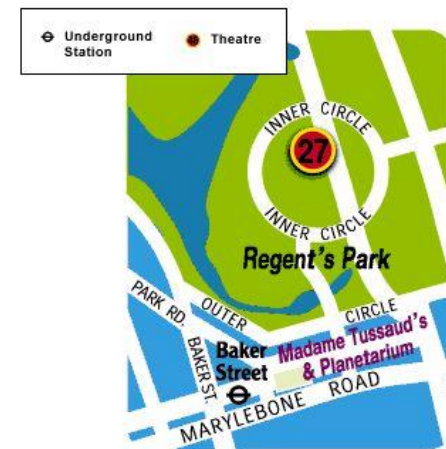 Underground
Station
Theatre
INNER CIRCLE
27
INNER CIRCLE
Regent's Park
PARK RD.
OUTER
CIRCLE
BAKER ST.
Baker
Street
Madame Tussaud's
& Planetarium
MARYLEBONE ROAD